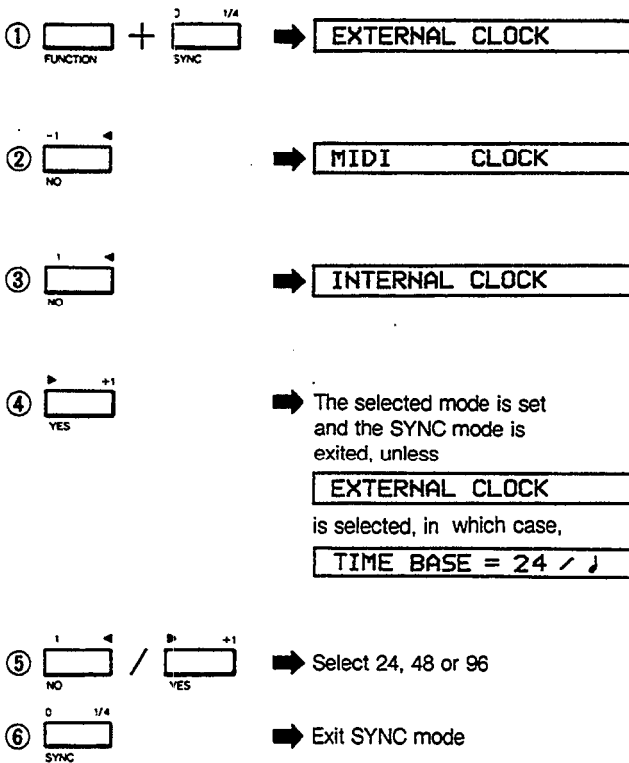 0 1/4
① + ➡ EXTERNAL CLOCK
FUNCTION SYNC
-1 ◀
② ➡ MIDI CLOCK
NO
1 ◀
③ ➡ INTERNAL CLOCK
NO
▶ +1
④ ➡ The selected mode is set
YES
and the SYNC mode is
exited, unless
EXTERNAL CLOCK
is selected, in which case,
TIME BASE = 24 / ♩
1 ◀ ▶ +1
⑤ / ➡ Select 24, 48 or 96
NO YES
0 1/4
⑥ ➡ Exit SYNC mode
SYNC